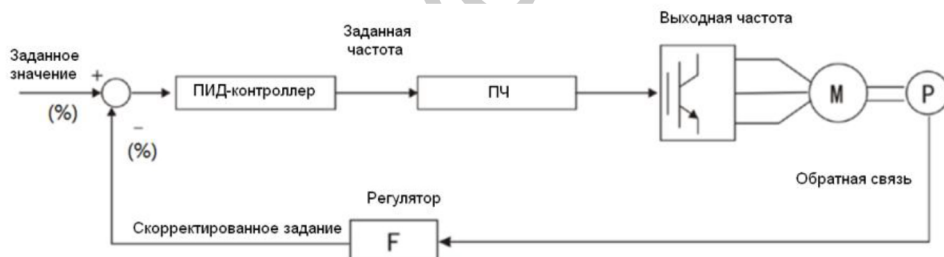 Выходная частота
Заданная
частота
Заданное
значение
+
ПИД-контроллер
ПЧ
M
P
(%)
–
(%)
Обратная связь
Регулятор
Скорректированное задание
F